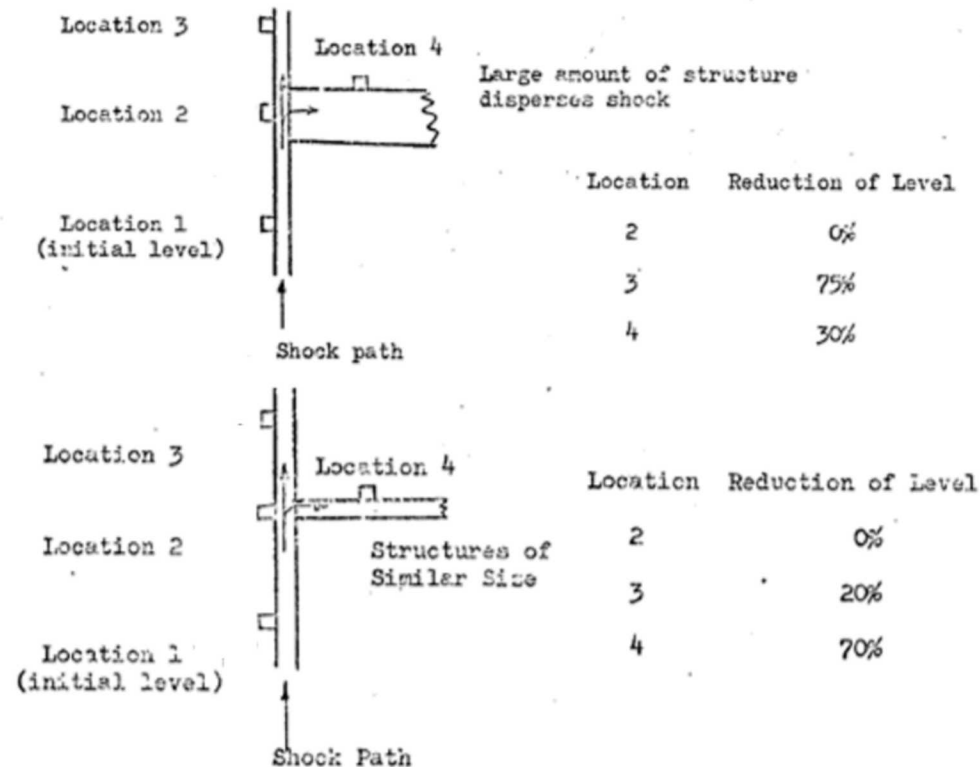 Location 3
Location 4
Large amount of structure
disperses shock
Location 2
Location Reduction of Level
Location 1
(initial level)
2 0%
3 75%
4 30%
Shock path
Location 3
Location 4
Location Reduction of Level
2 0%
Location 2
Structures of
Similar Size
3 20%
4 70%
Location 1
(initial level)
Shock Path